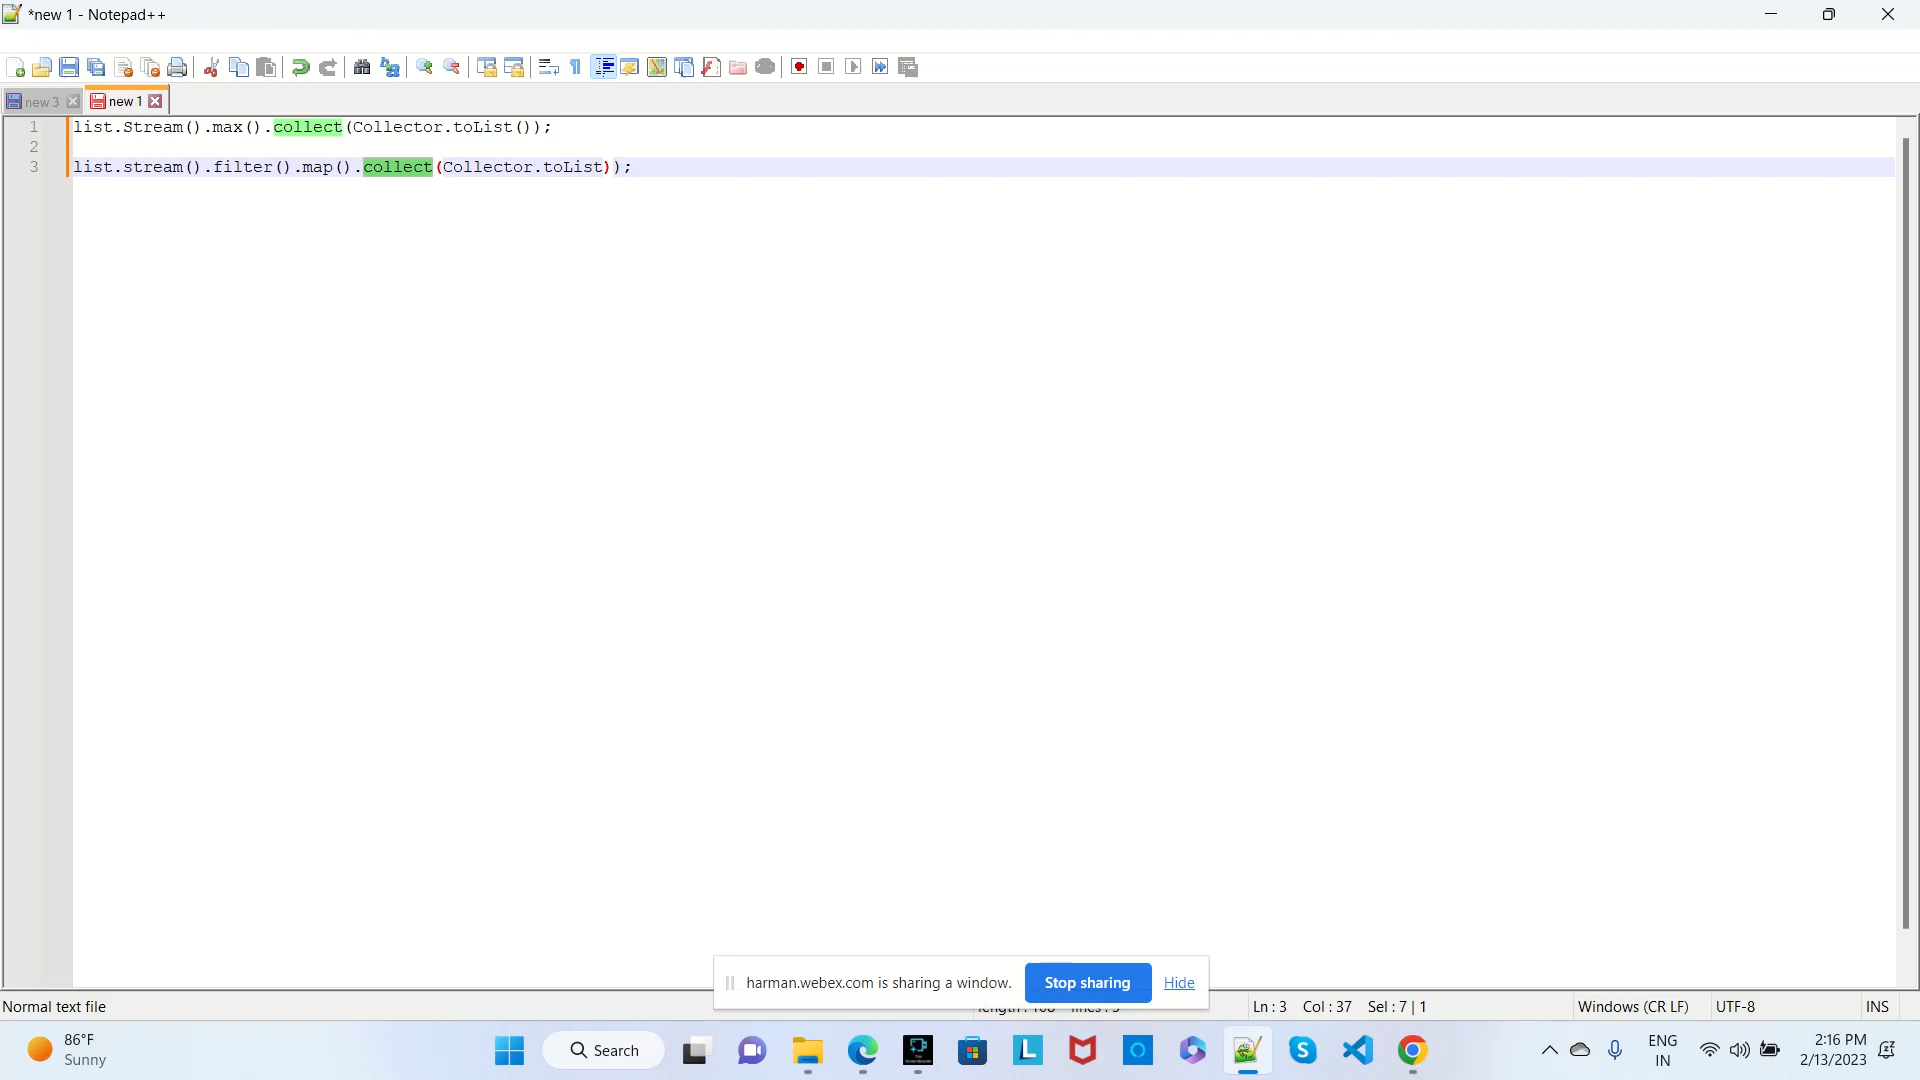 *new 1 - Notepad++
new 3
new 1
1 list.Stream().max().collect(Collector.toList());
2
3 list.stream().filter().map().collect(Collector.toList));
harman.webex.com is sharing a window. Stop sharing Hide
Normal text file
Ln : 3 Col : 37 Sel : 7 | 1
Windows (CR LF)
UTF-8
INS
86°F
Sunny
Search
ENG
IN
2:16 PM
2/13/2023